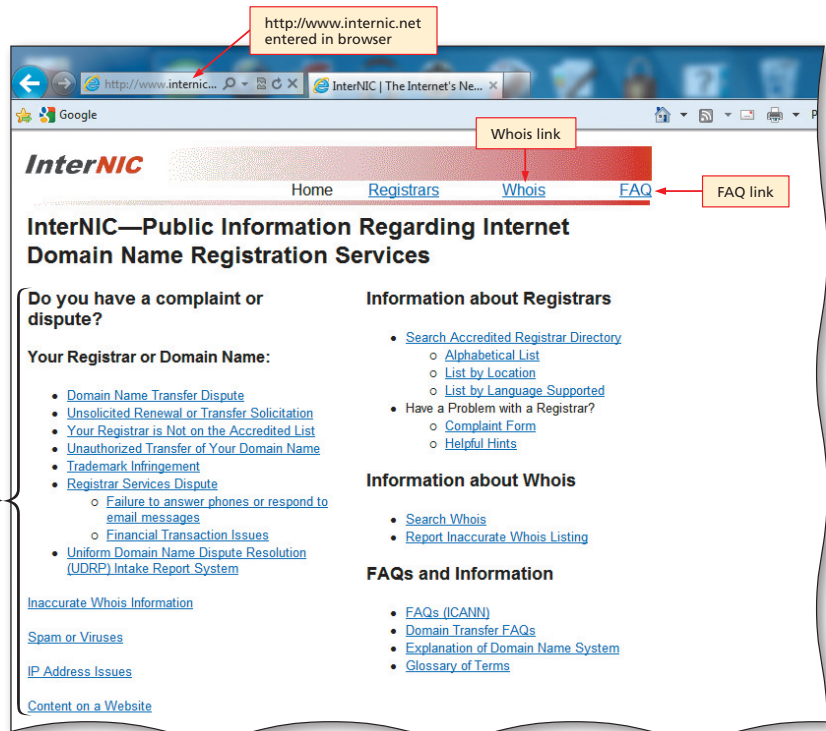 http://www.internic.net
entered in browser
http://www.internic...
InterNIC | The Internet's Ne...
Google
Whois link
InterNIC
Home Registrars Whois FAQ
FAQ link
InterNIC—Public Information Regarding Internet
Domain Name Registration Services
Do you have a complaint or
dispute?
Your Registrar or Domain Name:
• Domain Name Transfer Dispute
• Unsolicited Renewal or Transfer Solicitation
• Your Registrar is Not on the Accredited List
• Unauthorized Transfer of Your Domain Name
• Trademark Infringement
• Registrar Services Dispute
o Failure to answer phones or respond to
email messages
o Financial Transaction Issues
• Uniform Domain Name Dispute Resolution
(UDRP) Intake Report System
Inaccurate Whois Information
Spam or Viruses
IP Address Issues
Content on a Website
Information about Registrars
• Search Accredited Registrar Directory
o Alphabetical List
o List by Location
o List by Language Supported
• Have a Problem with a Registrar?
o Complaint Form
o Helpful Hints
Information about Whois
• Search Whois
• Report Inaccurate Whois Listing
FAQs and Information
• FAQs (ICANN)
• Domain Transfer FAQs
• Explanation of Domain Name System
• Glossary of Terms